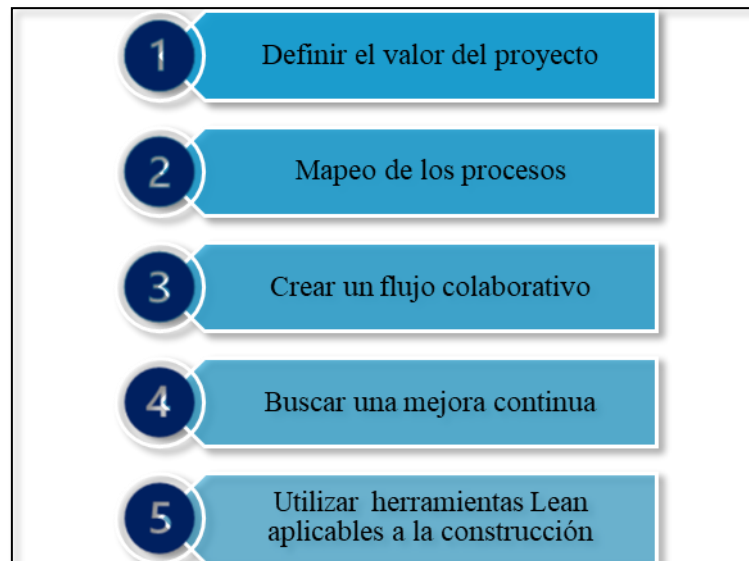 1
Definir el valor del proyecto
2
Mapeo de los procesos
3
Crear un flujo colaborativo
4
Buscar una mejora continua
5
Utilizar herramientas Lean
aplicables a la construcción